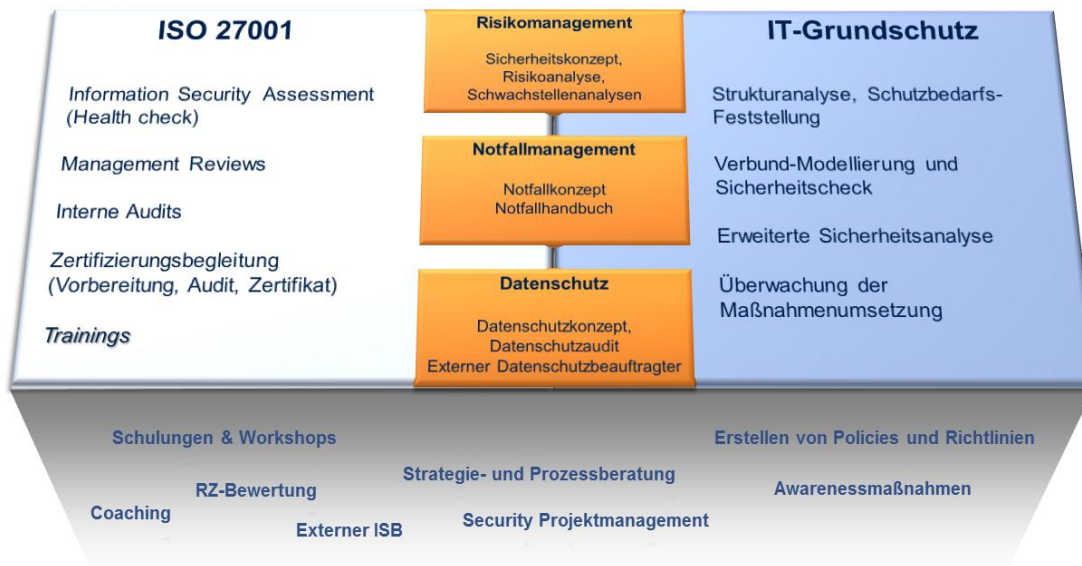 ISO 27001
Information Security Assessment
(Health check)
Management Reviews
Interne Audits
Zertifizierungsbegleitung
(Vorbereitung, Audit, Zertifikat)
Trainings
Risikomanagement
Sicherheitskonzept,
Risikoanalyse,
Schwachstellenanalysen
Notfallmanagement
Notfallkonzept
Notfallhandbuch
Datenschutz
Datenschutzkonzept,
Datenschutzaudit
Externer Datenschutzbeauftragter
IT-Grundschutz
Strukturanalyse, Schutzbedarfs-
Feststellung
Verbund-Modellierung und
Sicherheitscheck
Erweiterte Sicherheitsanalyse
Überwachung der
Maßnahmenumsetzung
Schulungen & Workshops
Erstellen von Policies und Richtlinien
Strategie- und Prozessberatung
RZ-Bewertung
Awarenessmaßnahmen
Coaching
Externer ISB
Security Projektmanagement